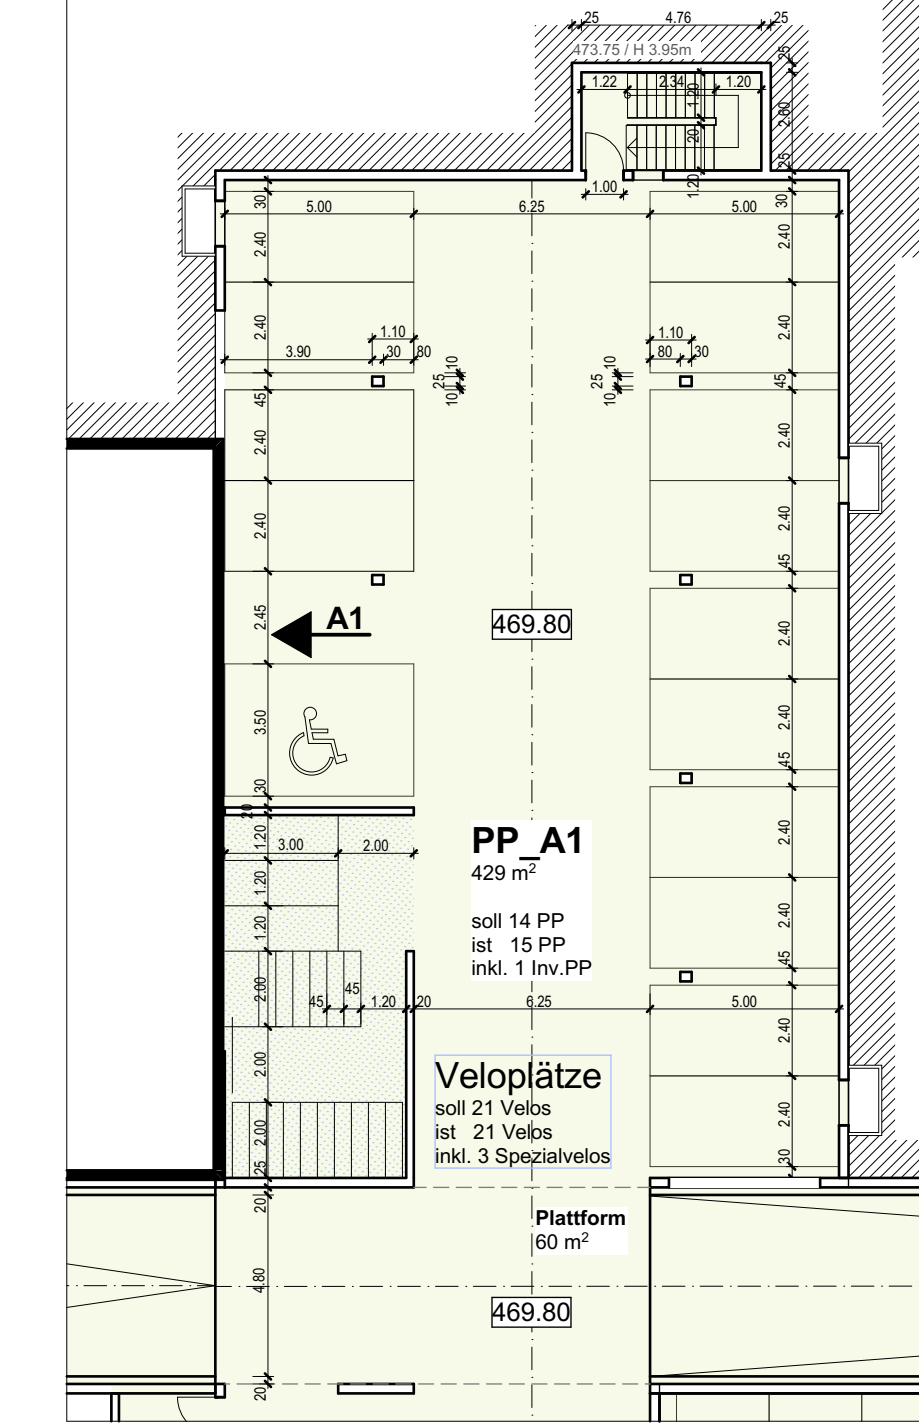 25 4.76 25
473.75 / H 3.95m
25
1.22 2.34 1.20
1.20
2.80
20
25
1.20
1.00
30 5.00 6.25 5.00 30
2.40 2.40
2.40 2.40
1.10 1.10
3.90 30 80 80 30
10 10
25 25
10 10
45 45
2.40 2.40
2.40 2.40
45
2.45
A1
469.80
2.40
3.50
2.40
45
30
20
1.20
3.00 2.00
PP_A1
429 m²
2.40
1.20
soll 14 PP
ist 15 PP
inkl. 1 Inv.PP
1.20
2.40
45
2.00
45 45 1.20 20 6.25 5.00
2.40
2.00
Veloplätze
soll 21 Velos
ist 21 Velos
inkl. 3 Spezialvelos
2.40
2.00
30
25
20
Plattform
60 m²
4.80
469.80
20